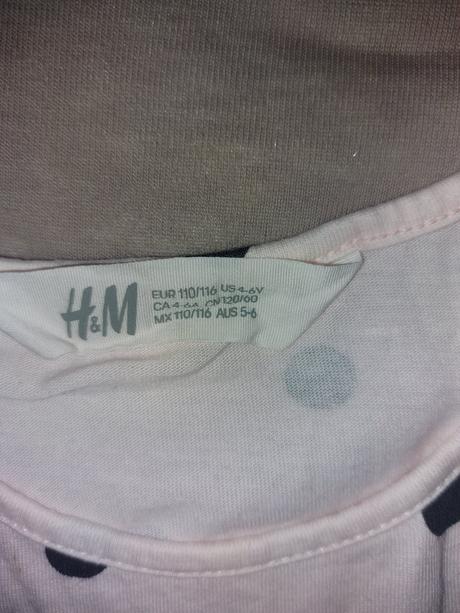 H&M
EUR 110/116 US 4-6Y
CA 4-6A CN 120/60
MX 110/116 AUS 5-6